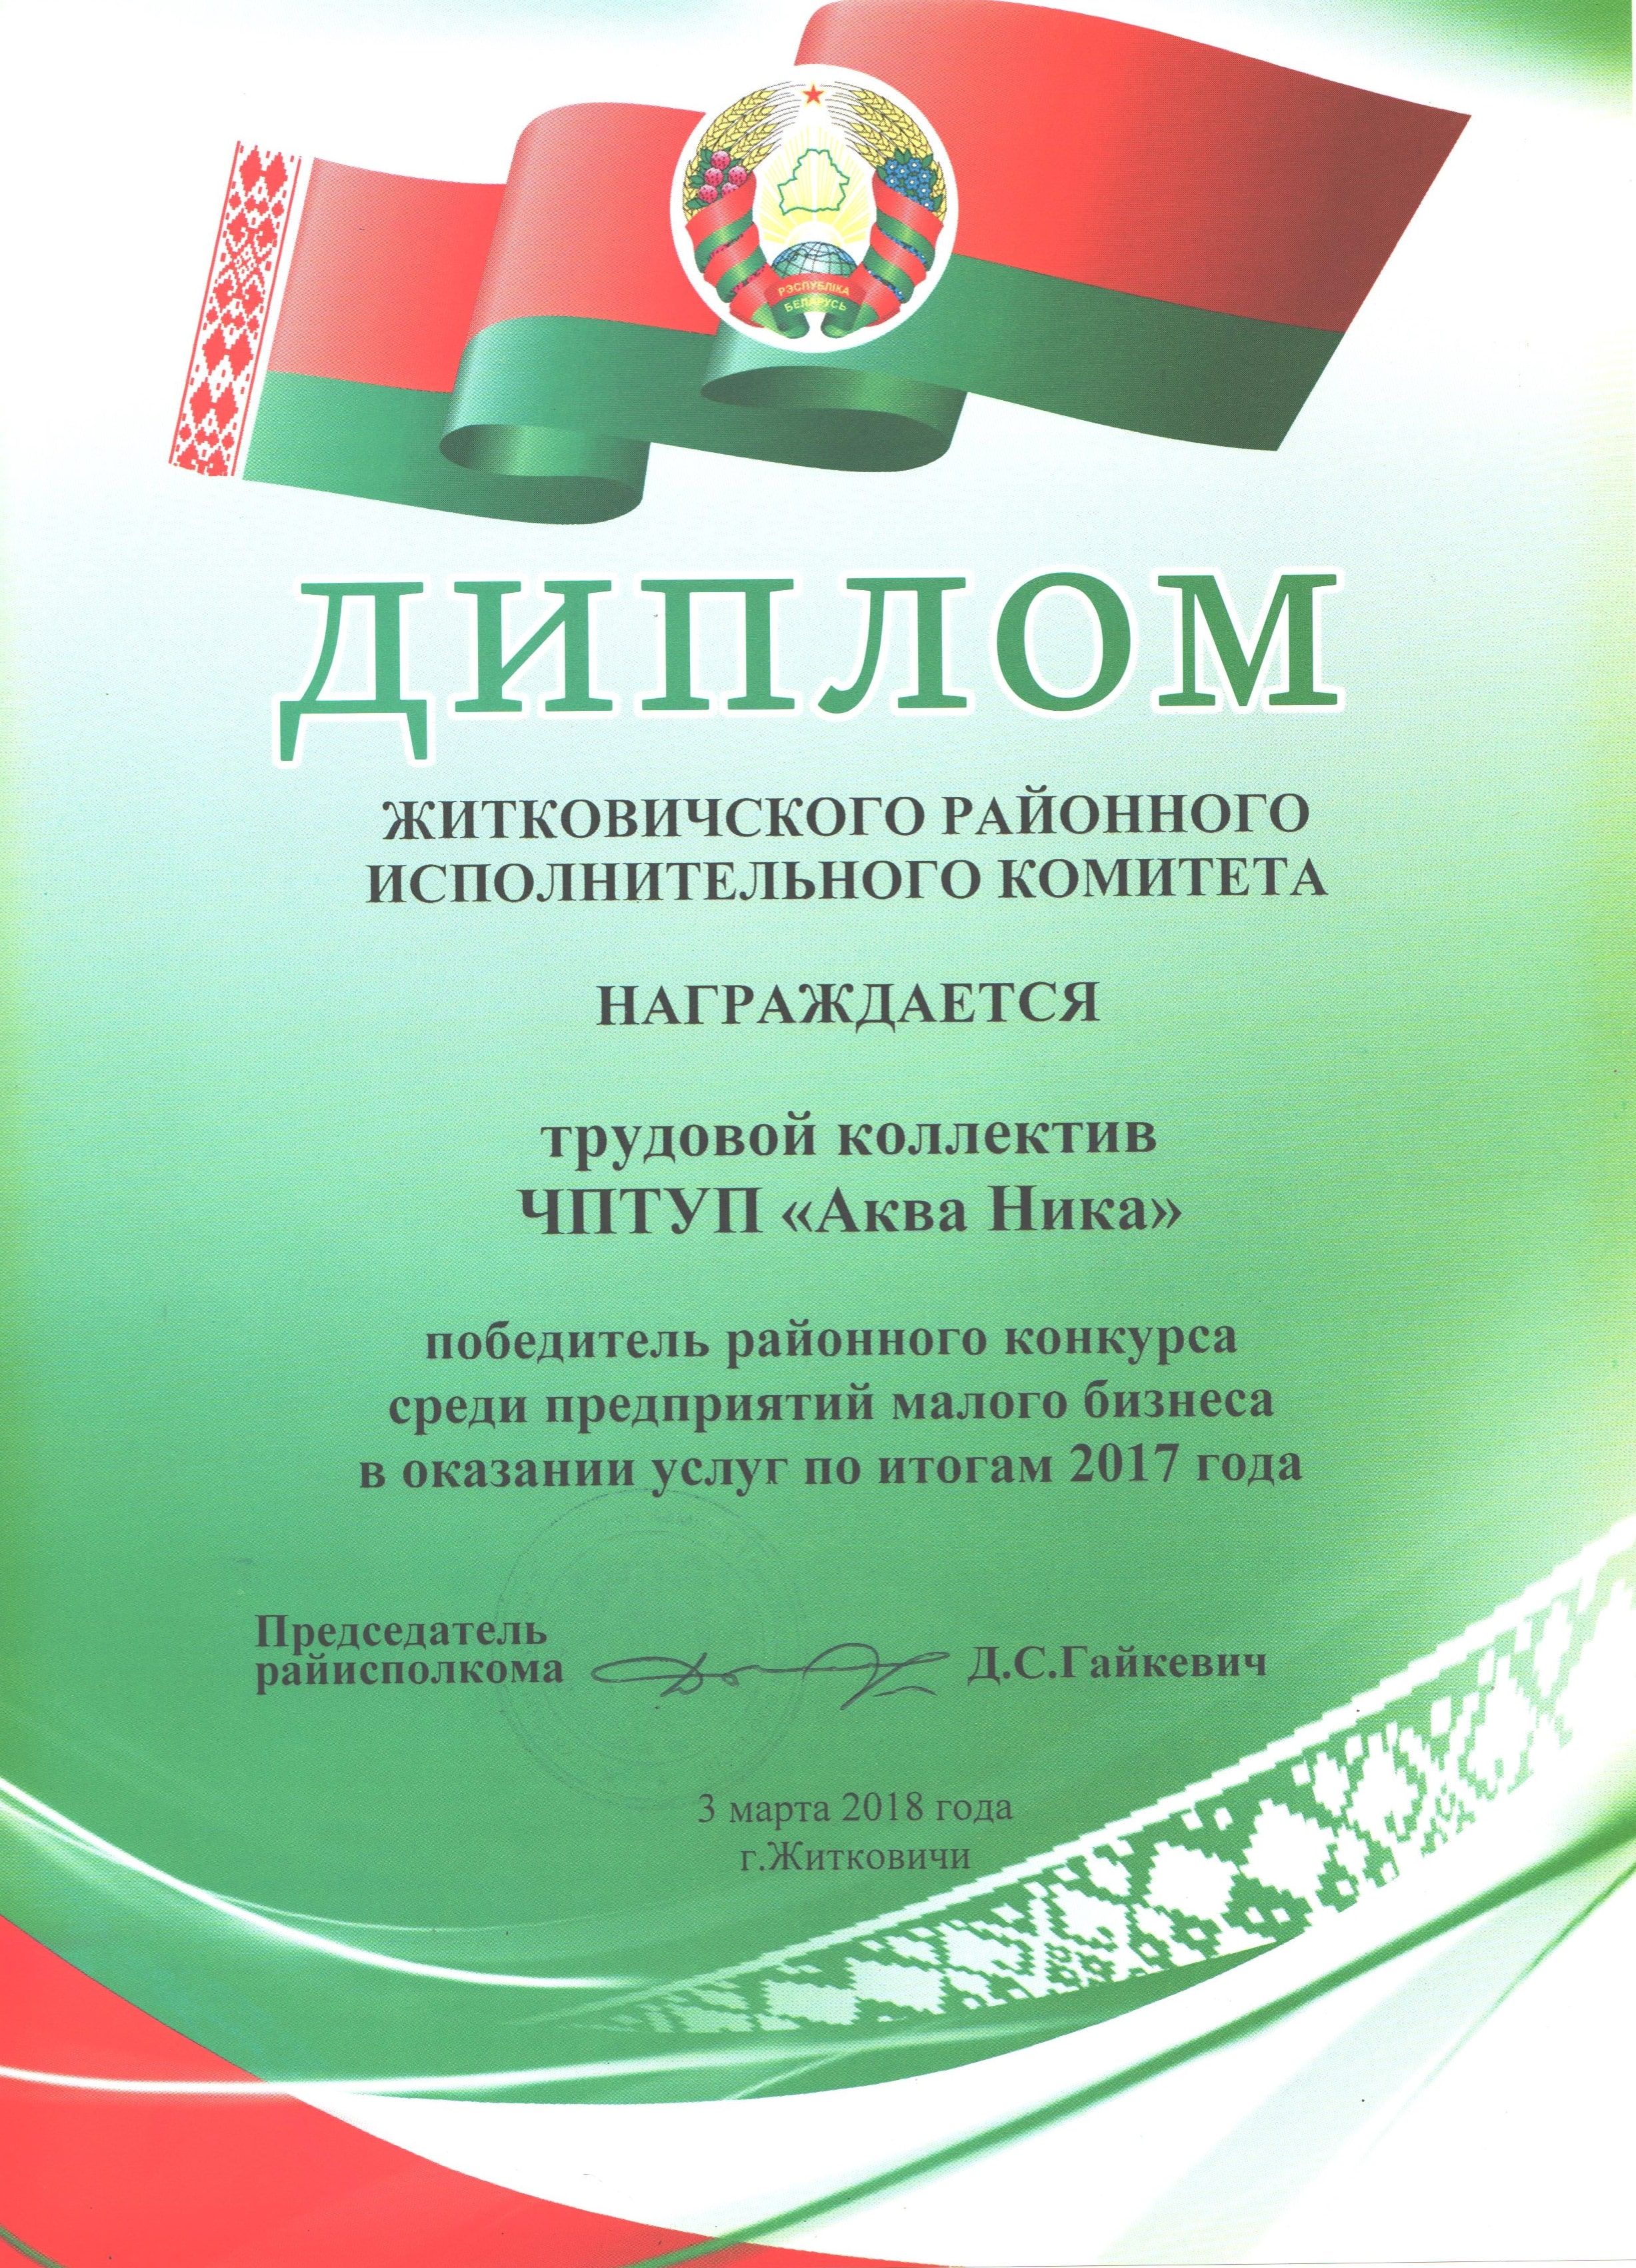 РЭСПУБЛІКА
БЕЛАРУСЬ
ДИПЛОМ
ЖИТКОВИЧСКОГО РАЙОННОГО
ИСПОЛНИТЕЛЬНОГО КОМИТЕТА
НАГРАЖДАЕТСЯ
трудовой коллектив
ЧПТУП «Аква Ника»
победитель районного конкурса
среди предприятий малого бизнеса
в оказании услуг по итогам 2017 года
Председатель
райисполкома Д.С.Гайкевич
3 марта 2018 года
г.Житковичи